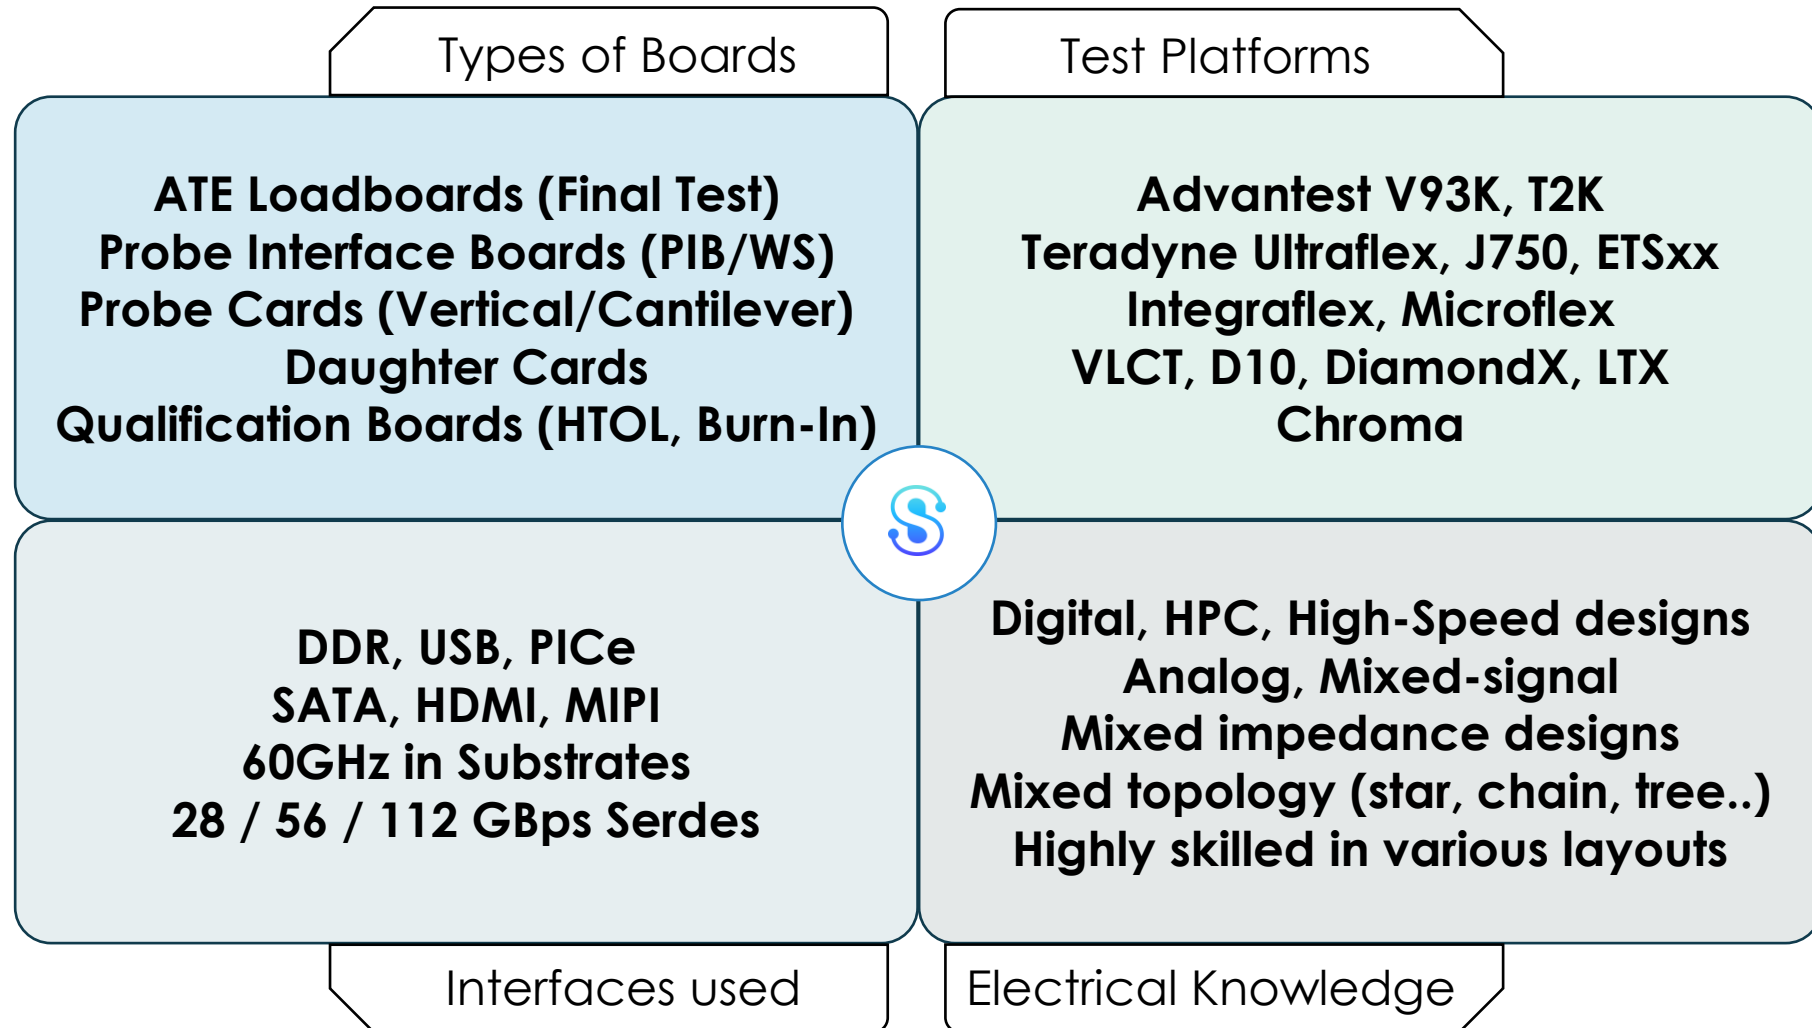 Types of Boards
ATE Loadboards (Final Test)
Probe Interface Boards (PIB/WS)
Probe Cards (Vertical/Cantilever)
Daughter Cards
Qualification Boards (HTOL, Burn-In)
Test Platforms
Advantest V93K, T2K
Teradyne Ultraflex, J750, ETSxx
Integraflex, Microflex
VLCT, D10, DiamondX, LTX
Chroma
DDR, USB, PICe
SATA, HDMI, MIPI
60GHz in Substrates
28 / 56 / 112 GBps Serdes
Interfaces used
Digital, HPC, High-Speed designs
Analog, Mixed-signal
Mixed impedance designs
Mixed topology (star, chain, tree..)
Highly skilled in various layouts
Electrical Knowledge